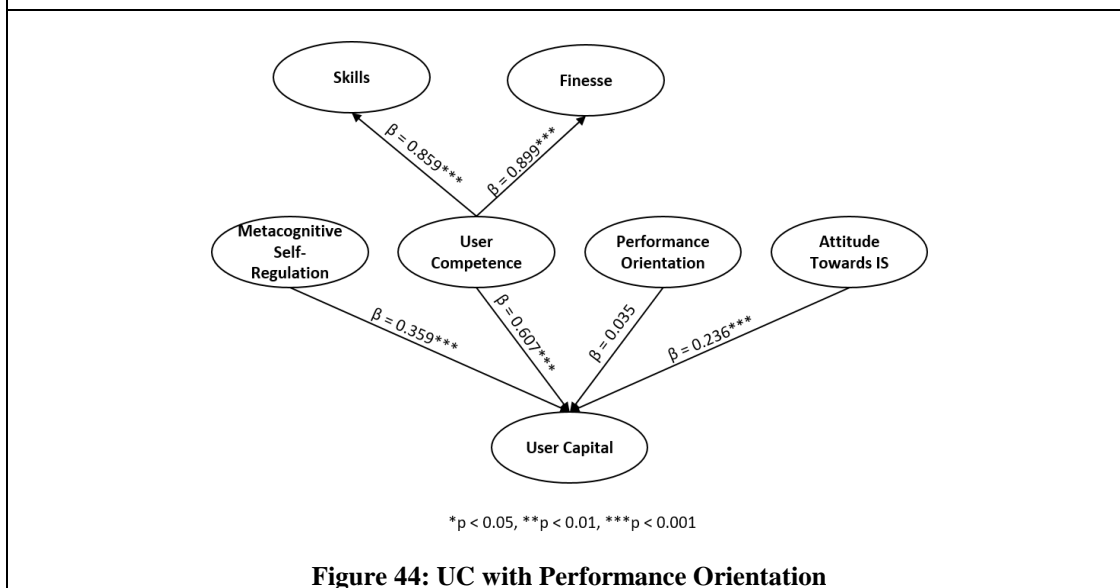 Skills
Finesse
β = 0.859***
β = 0.899***
Metacognitive
Self-
Regulation
User
Competence
Performance
Orientation
Attitude
Towards IS
β = 0.359***
β = 0.607***
β = 0.035
β = 0.236***
User Capital
*p < 0.05, **p < 0.01, ***p < 0.001
Figure 44: UC with Performance Orientation